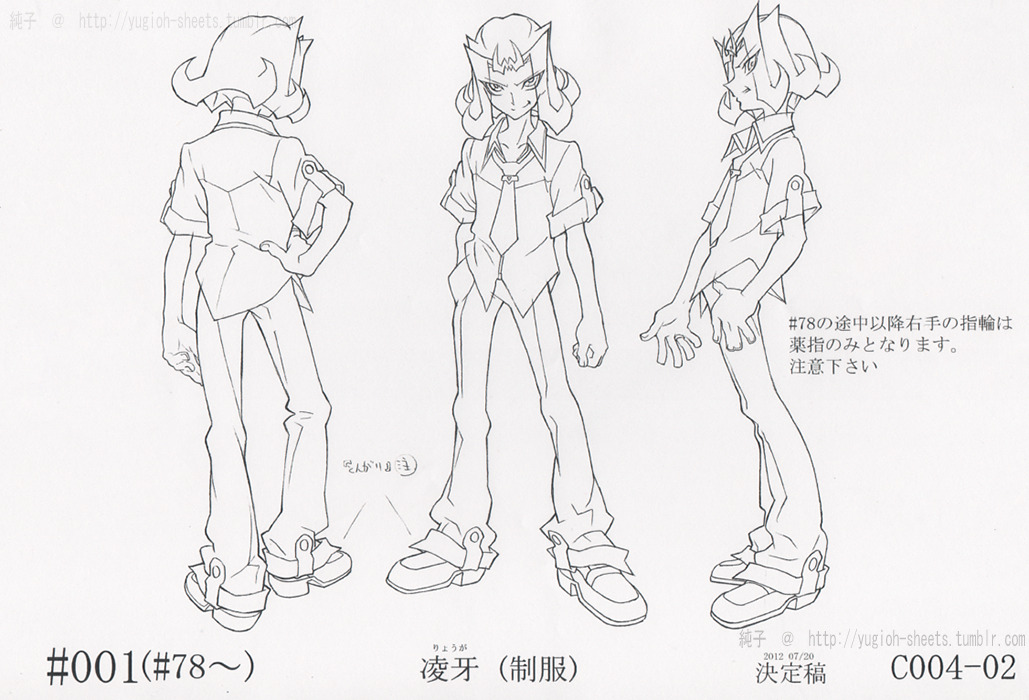 純子 @ http://yugioh-sheets.tumblr.com
#78の途中以降右手の指輪は
薬指のみとなります。
注意下さい
とんがり 注
純子 @ http://yugioh-sheets.tumblr.com
#001(#78～)
りょうが
凌牙 (制服)
2012 07/20
決定稿
C004-02